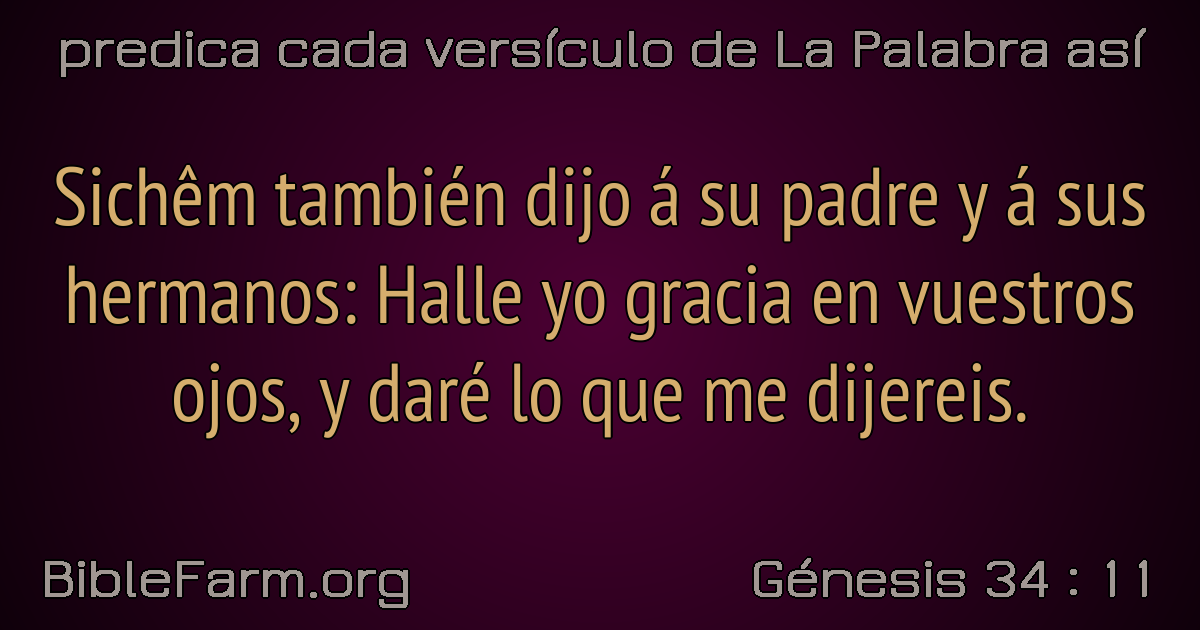 predica cada versículo de La Palabra así
Sichêm también dijo á su padre y á sus
hermanos: Halle yo gracia en vuestros
ojos, y daré lo que me dijereis.
BibleFarm.org
Génesis 34 : 11